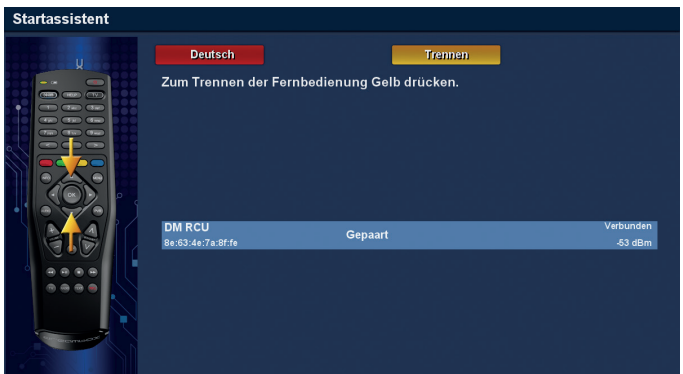 Startassistent
Deutsch
Trennen
Zum Trennen der Fernbedienung Gelb drücken.
DM RCU
8e:63:4e:7a:8f:fe
Gepaart
Verbunden
-53 dBm
OK